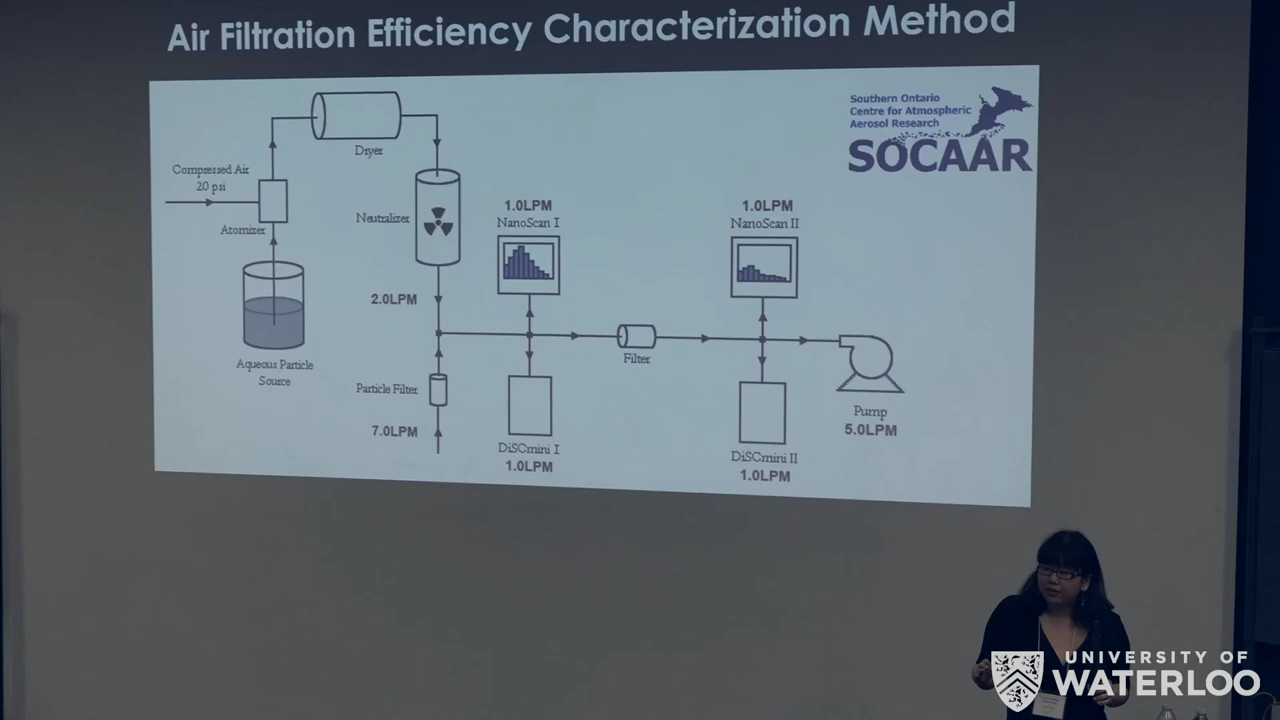 Air Filtration Efficiency Characterization Method
Southern Ontario
Centre for Atmospheric
Aerosol Research
SOCAAR
Dryer
Compressed Air
20 psi
Atomizer
Neutralizer
1.0LPM
NanoScan I
1.0LPM
NanoScan II
2.0LPM
Aqueous Particle
Source
Particle Filter
Filter
7.0LPM
DiSCmini I
1.0LPM
DiSCmini II
1.0LPM
Pump
5.0LPM
UNIVERSITY OF
WATERLOO